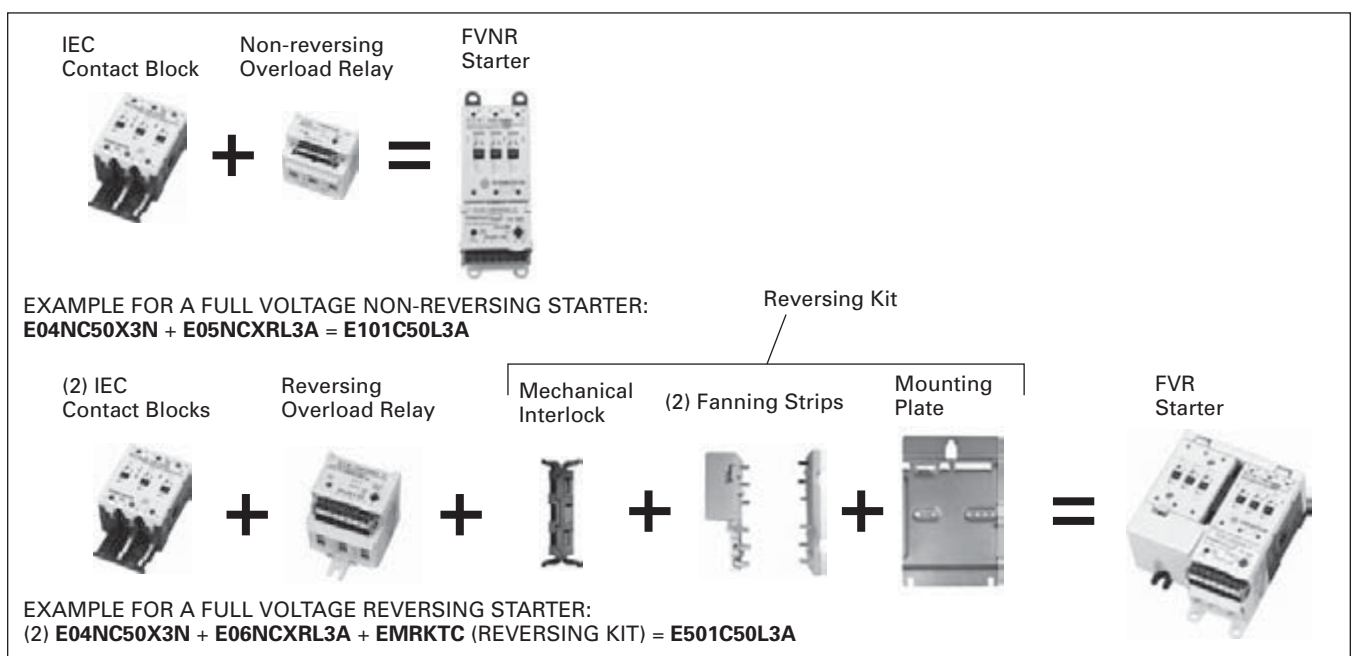 IEC
Contact Block
Non-reversing
Overload Relay
FVNR
Starter
+
=
EXAMPLE FOR A FULL VOLTAGE NON-REVERSING STARTER:
E04NC50X3N + E05NCXRL3A = E101C50L3A
Reversing Kit
(2) IEC
Contact Blocks
Reversing
Overload Relay
Mechanical
Interlock
(2) Fanning Strips
Mounting
Plate
FVR
Starter
+
+
+
+
=
EXAMPLE FOR A FULL VOLTAGE REVERSING STARTER:
(2) E04NC50X3N + E06NCXRL3A + EMRKTC (REVERSING KIT) = E501C50L3A